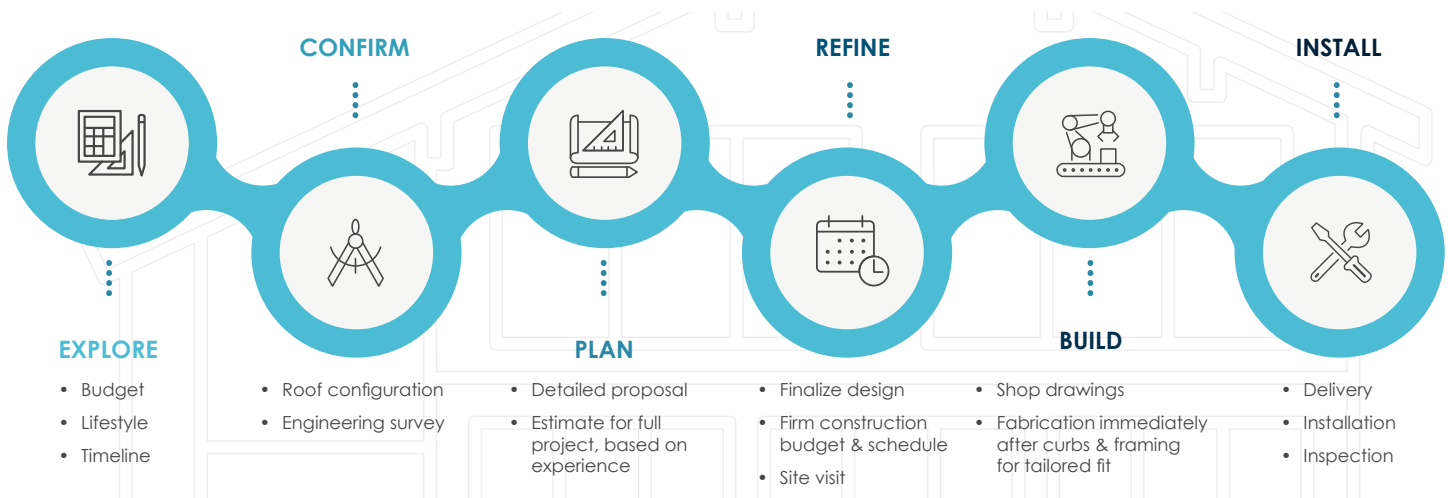 EXPLORE
• Budget
• Lifestyle
• Timeline
CONFIRM
• Roof configuration
• Engineering survey
PLAN
• Detailed proposal
• Estimate for full
project, based on
experience
REFINE
• Finalize design
• Firm construction
budget & schedule
• Site visit
BUILD
• Shop drawings
• Fabrication immediately
after curbs & framing
for tailored fit
INSTALL
• Delivery
• Installation
• Inspection